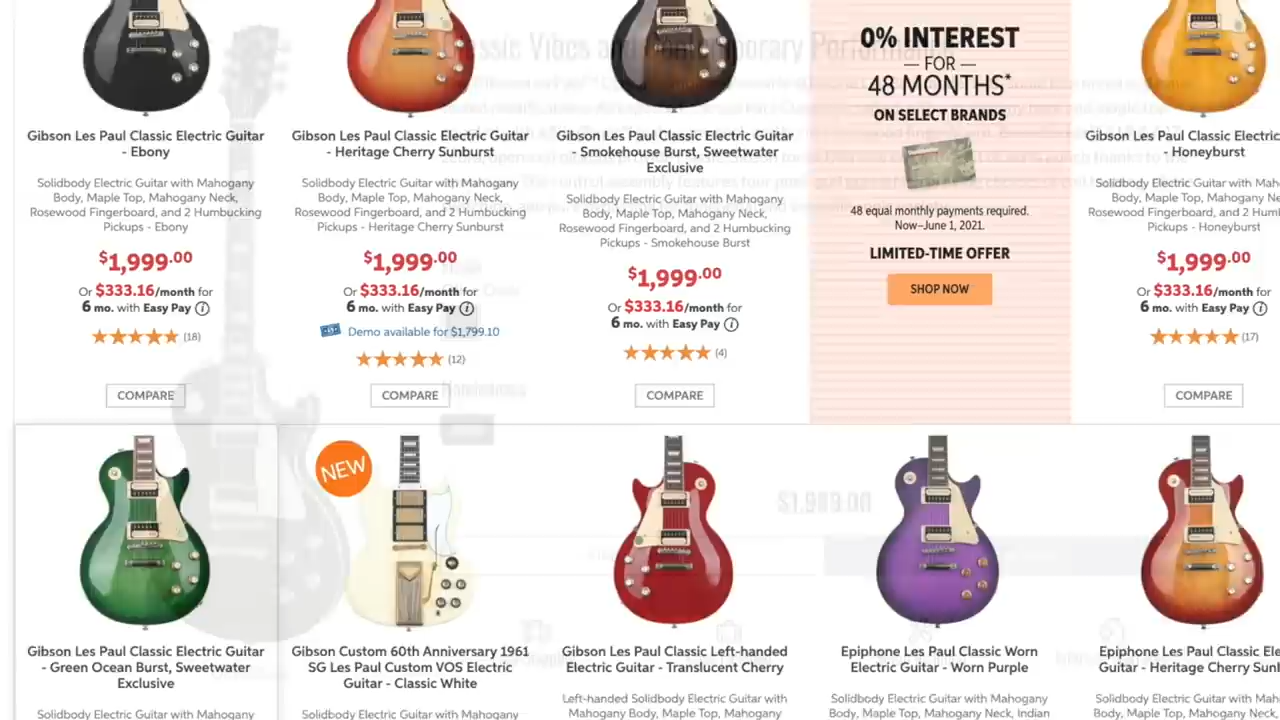 Gibson Les Paul Classic Electric Guitar
- Ebony
Solidbody Electric Guitar with Mahogany
Body, Maple Top, Mahogany Neck,
Rosewood Fingerboard, and 2 Humbucking
Pickups - Ebony
$1,999.00
Or $333.16/month for
6 mo. with Easy Pay
(18)
COMPARE
Gibson Les Paul Classic Electric Guitar
- Heritage Cherry Sunburst
Solidbody Electric Guitar with Mahogany
Body, Maple Top, Mahogany Neck,
Rosewood Fingerboard, and 2 Humbucking
Pickups - Heritage Cherry Sunburst
$1,999.00
Or $333.16/month for
6 mo. with Easy Pay
Demo available for $1,799.10
(12)
COMPARE
Gibson Les Paul Classic Electric Guitar
- Smokehouse Burst, Sweetwater
Exclusive
Solidbody Electric Guitar with Mahogany
Body, Maple Top, Mahogany Neck,
Rosewood Fingerboard, and 2 Humbucking
Pickups - Smokehouse Burst
$1,999.00
Or $333.16/month for
6 mo. with Easy Pay
(4)
COMPARE
0% INTEREST
— FOR —
48 MONTHS*
ON SELECT BRANDS
48 equal monthly payments required.
Now–June 1, 2021.
LIMITED-TIME OFFER
SHOP NOW
Gibson Les Paul Classic Electric
- Honeyburst
Solidbody Electric Guitar with Mah
Body, Maple Top, Mahogany N
Rosewood Fingerboard, and 2 Hum
Pickups - Honeyburst
$1,999.00
Or $333.16/month for
6 mo. with Easy Pay
(17)
COMPARE
Gibson Les Paul Classic Electric Guitar
- Green Ocean Burst, Sweetwater
Exclusive
Solidbody Electric Guitar with Mahogany
NEW
Gibson Custom 60th Anniversary 1961
SG Les Paul Custom VOS Electric
Guitar - Classic White
Solidbody Electric Guitar with Mahogany
Gibson Les Paul Classic Left-handed
Electric Guitar - Translucent Cherry
Left-handed Solidbody Electric Guitar with
Mahogany Body, Maple Top, Mahogany
Epiphone Les Paul Classic Worn
Electric Guitar - Worn Purple
Solidbody Electric Guitar with Mahogany
Body, Maple Top, Mahogany Neck, Indian
Epiphone Les Paul Classic Ele
Guitar - Heritage Cherry Sunb
Solidbody Electric Guitar with Mah
Body, Maple Top, Mahogany Neck,